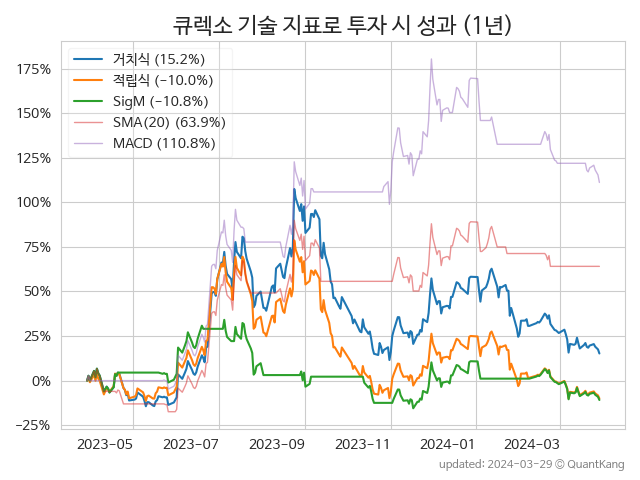 큐렉소 기술 지표로 투자 시 성과 (1년)
거치식 (15.2%)
적립식 (−10.0%)
SigM (−10.8%)
SMA(20) (63.9%)
MACD (110.8%)
175%
150%
125%
100%
75%
50%
25%
0%
−25%
2023-05 2023-07 2023-09 2023-11 2024-01 2024-03
updated: 2024-03-29 © QuantKang